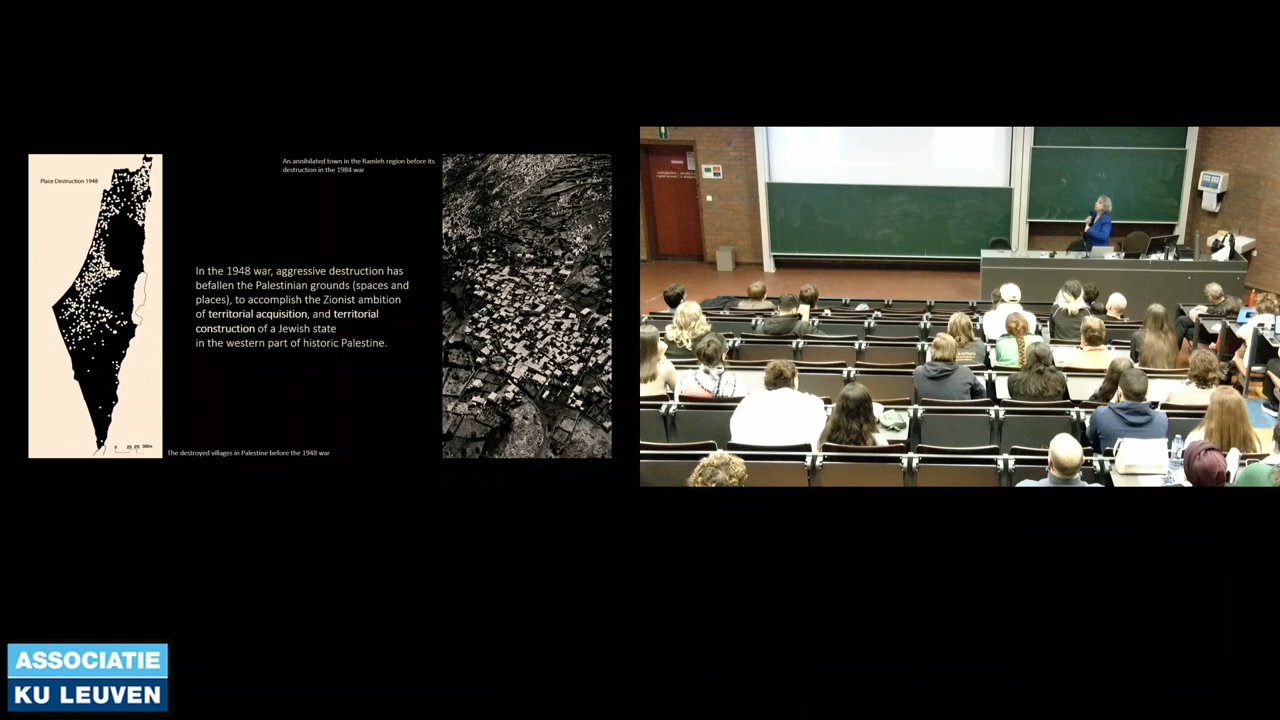 Place Destruction 1948
An annihilated town in the Ramleh region before its
destruction in the 1984 war
In the 1948 war, aggressive destruction has
befallen the Palestinian grounds (spaces and
places), to accomplish the Zionist ambition
of territorial acquisition, and territorial
construction of a Jewish state
in the western part of historic Palestine.
The destroyed villages in Palestine before the 1948 war
ASSOCIATIE
KU LEUVEN